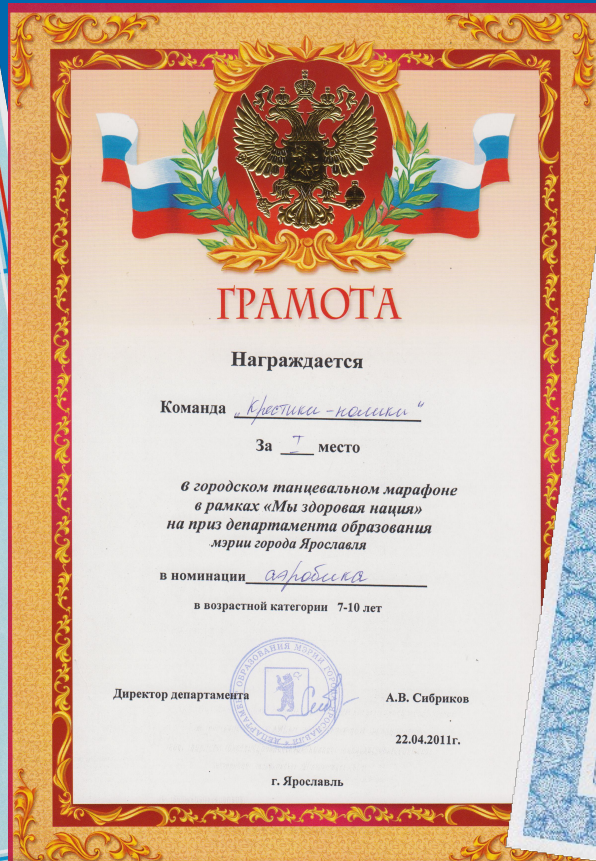 ГРАМОТА
Награждается
Команда „Крестики-нолики"
За I место
в городском танцевальном марафоне
в рамках «Мы здоровая нация»
на приз департамента образования
мэрии города Ярославля
в номинации аэробика
в возрастной категории 7-10 лет
Директор департамента
А.В. Сибриков
22.04.2011г.
г. Ярославль